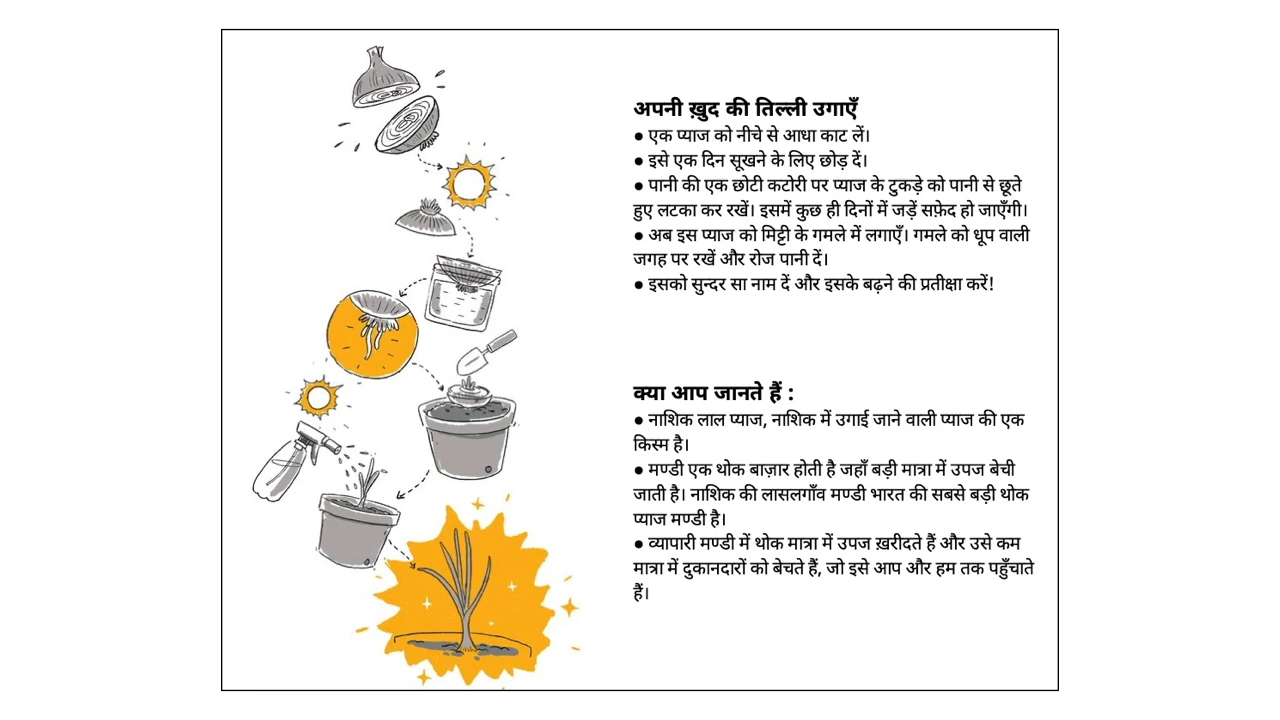 अपनी ख़ुद की तिल्ली उगाएँ
● एक प्याज को नीचे से आधा काट लें।
● इसे एक दिन सूखने के लिए छोड़ दें।
● पानी की एक छोटी कटोरी पर प्याज के टुकड़े को पानी से छूते
हुए लटका कर रखें। इसमें कुछ ही दिनों में जड़ें सफ़ेद हो जाएँगी।
● अब इस प्याज को मिट्टी के गमले में लगाएँ। गमले को धूप वाली
जगह पर रखें और रोज पानी दें।
● इसको सुन्दर सा नाम दें और इसके बढ़ने की प्रतीक्षा करें!
क्या आप जानते हैं :
● नाशिक लाल प्याज, नाशिक में उगाई जाने वाली प्याज की एक
किस्म है।
● मण्डी एक थोक बाज़ार होती है जहाँ बड़ी मात्रा में उपज बेची
जाती है। नाशिक की लासलगाँव मण्डी भारत की सबसे बड़ी थोक
प्याज मण्डी है।
● व्यापारी मण्डी में थोक मात्रा में उपज ख़रीदते हैं और उसे कम
मात्रा में दुकानदारों को बेचते हैं, जो इसे आप और हम तक पहुँचाते
हैं।